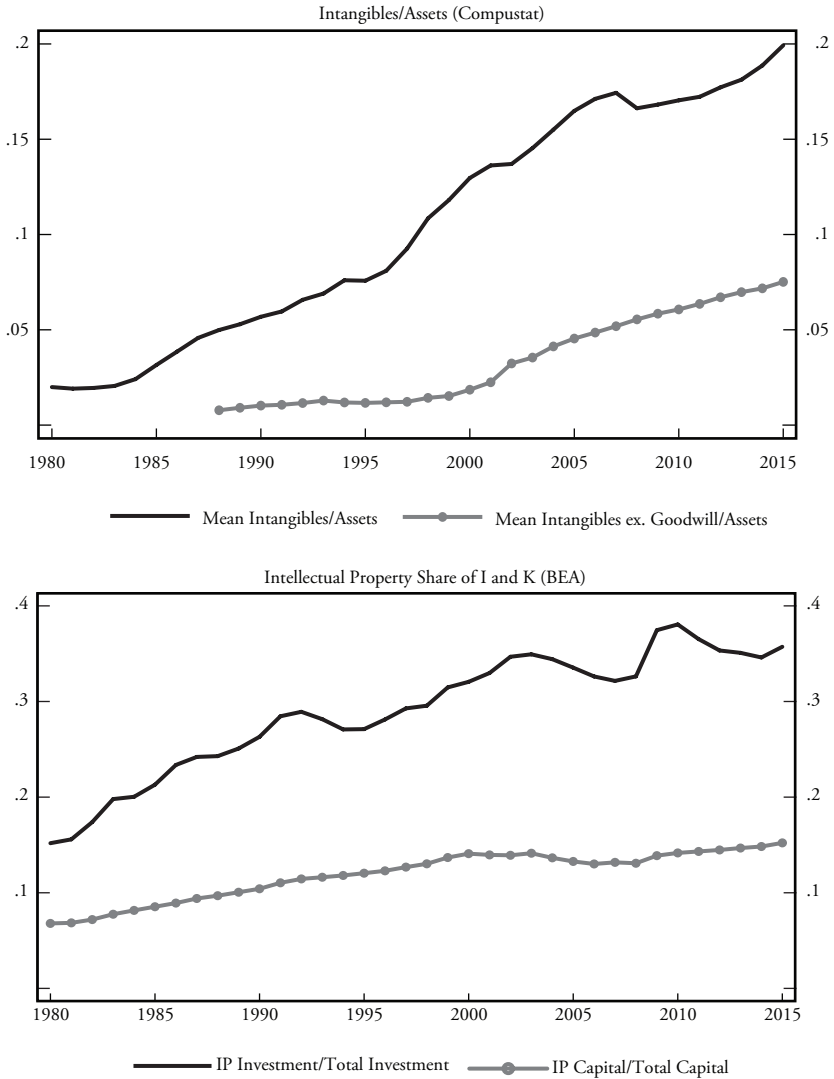 Intangibles/Assets (Compustat)
.2 .2
.15 .15
.1 .1
.05 .05
1980 1985 1990 1995 2000 2005 2010 2015
Mean Intangibles/Assets Mean Intangibles ex. Goodwill/Assets
Intellectual Property Share of I and K (BEA)
.4 .4
.3 .3
.2 .2
.1 .1
1980 1985 1990 1995 2000 2005 2010 2015
IP Investment/Total Investment IP Capital/Total Capital